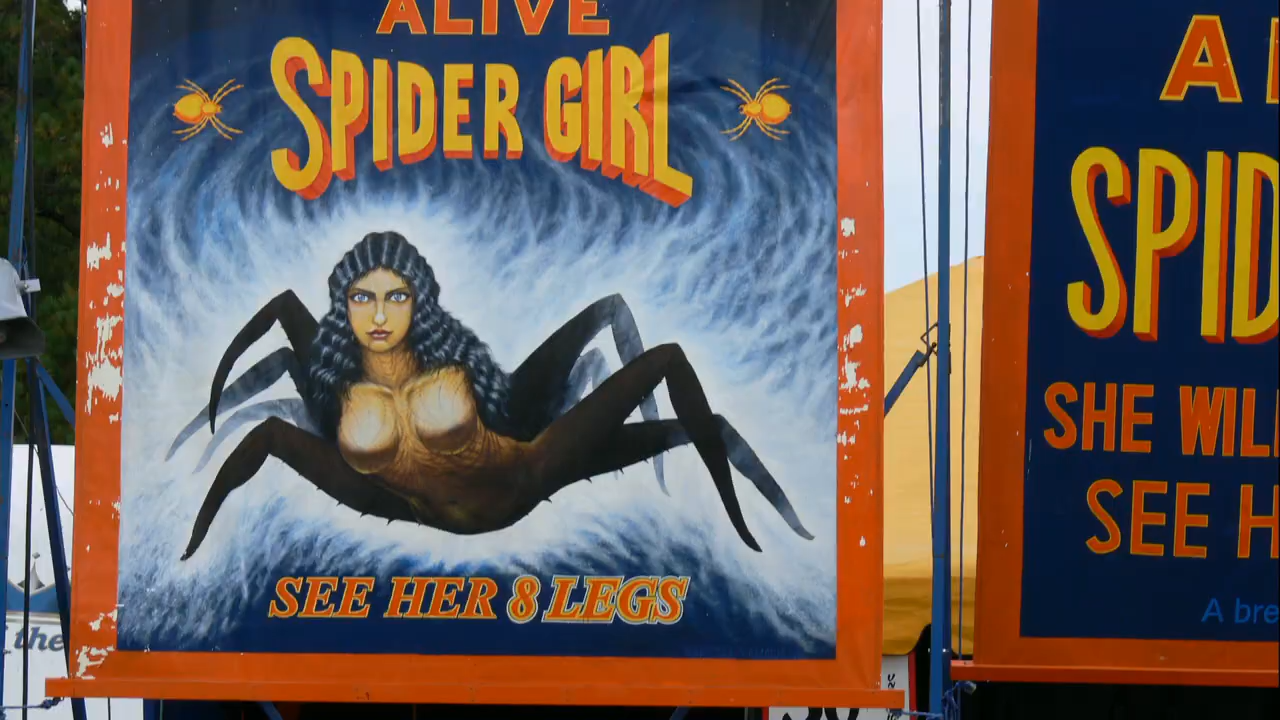 ALIVE
SPIDER GIRL
SEE HER 8 LEGS
A
SPID
SHE WIL
SEE H
A bre
the